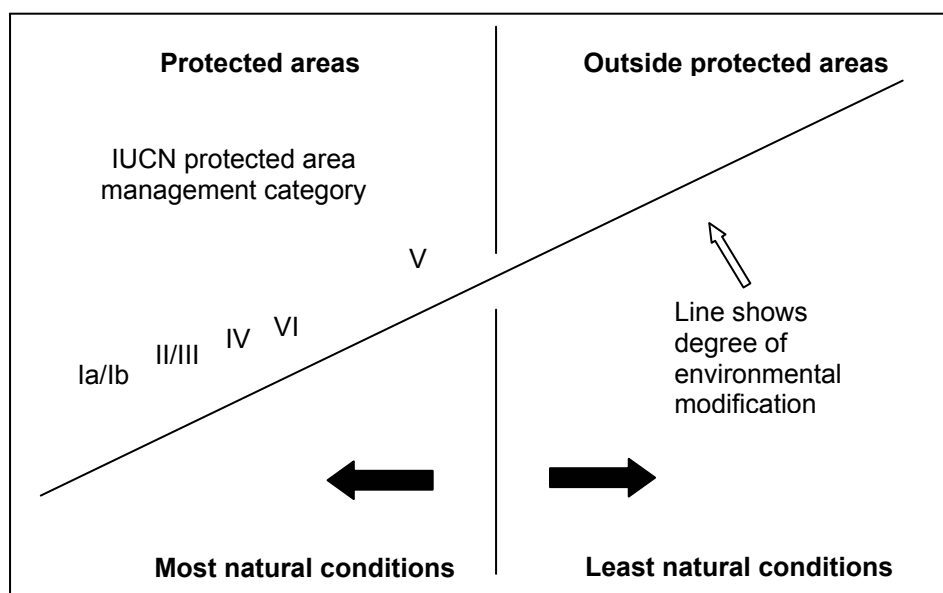 Protected areas
Outside protected areas
IUCN protected area
management category
V
VI
IV
II/III
Ia/Ib
Line shows
degree of
environmental
modification
Most natural conditions
Least natural conditions